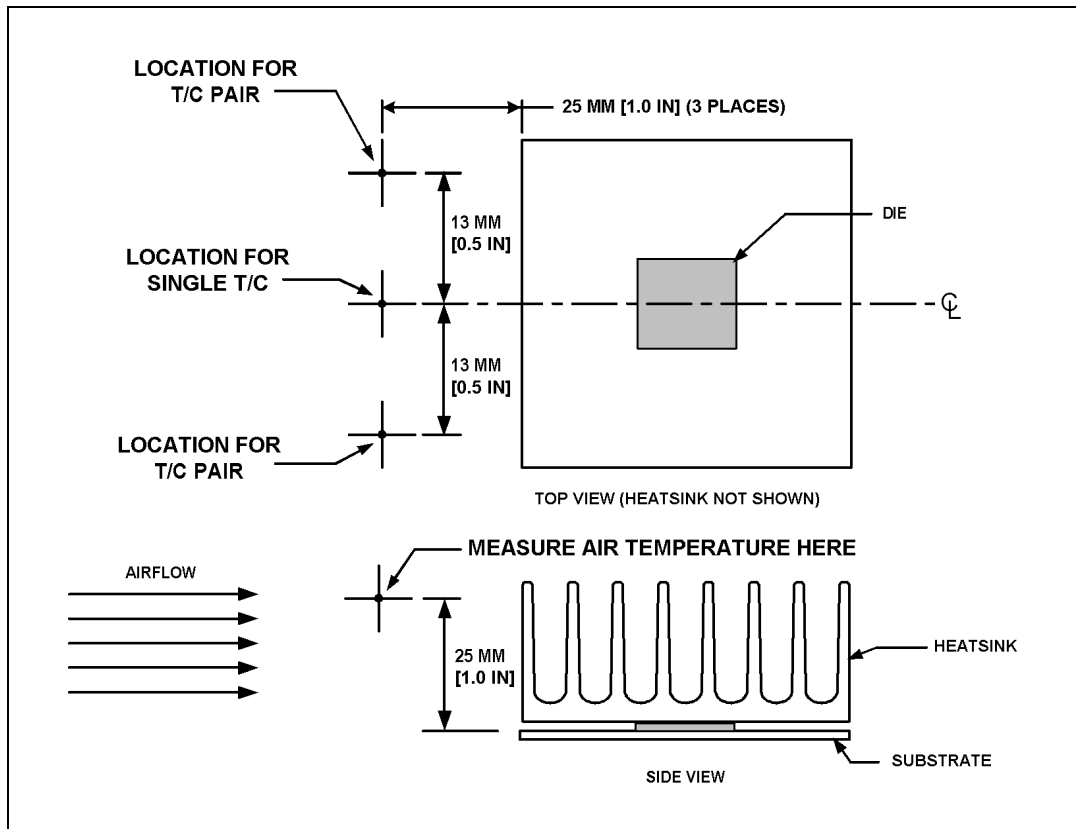 LOCATION FOR
T/C PAIR
25 MM [1.0 IN] (3 PLACES)
13 MM
[0.5 IN]
DIE
LOCATION FOR
SINGLE T/C
℄
13 MM
[0.5 IN]
LOCATION FOR
T/C PAIR
TOP VIEW (HEATSINK NOT SHOWN)
MEASURE AIR TEMPERATURE HERE
AIRFLOW
25 MM
[1.0 IN]
HEATSINK
SUBSTRATE
SIDE VIEW